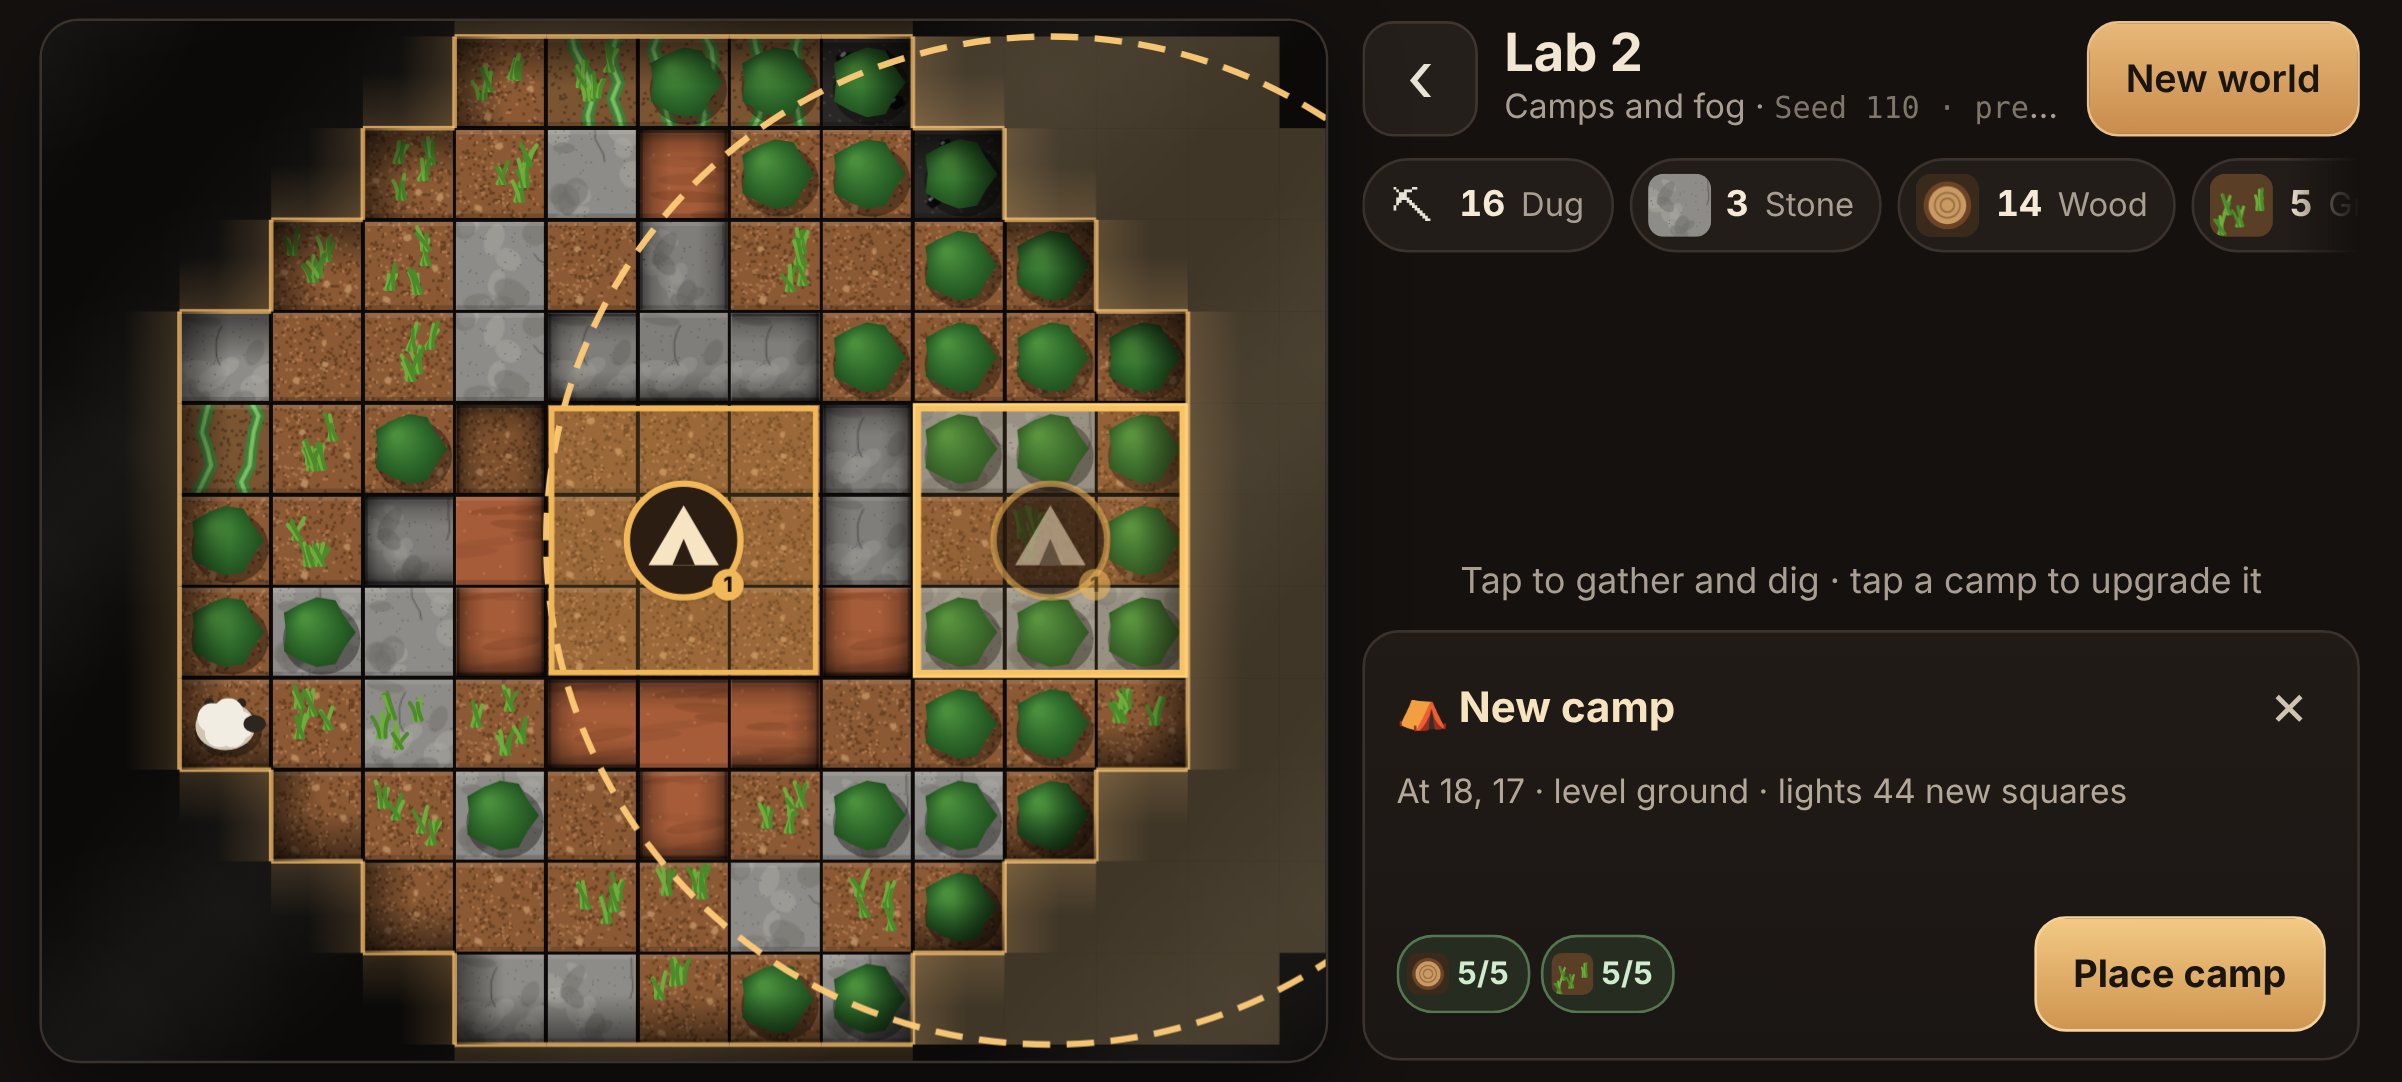 Lab 2
Camps and fog · Seed 110 · pre...
New world
16 Dug
3 Stone
14 Wood
5
1
1
Tap to gather and dig · tap a camp to upgrade it
New camp
At 18, 17 · level ground · lights 44 new squares
5/5
5/5
Place camp